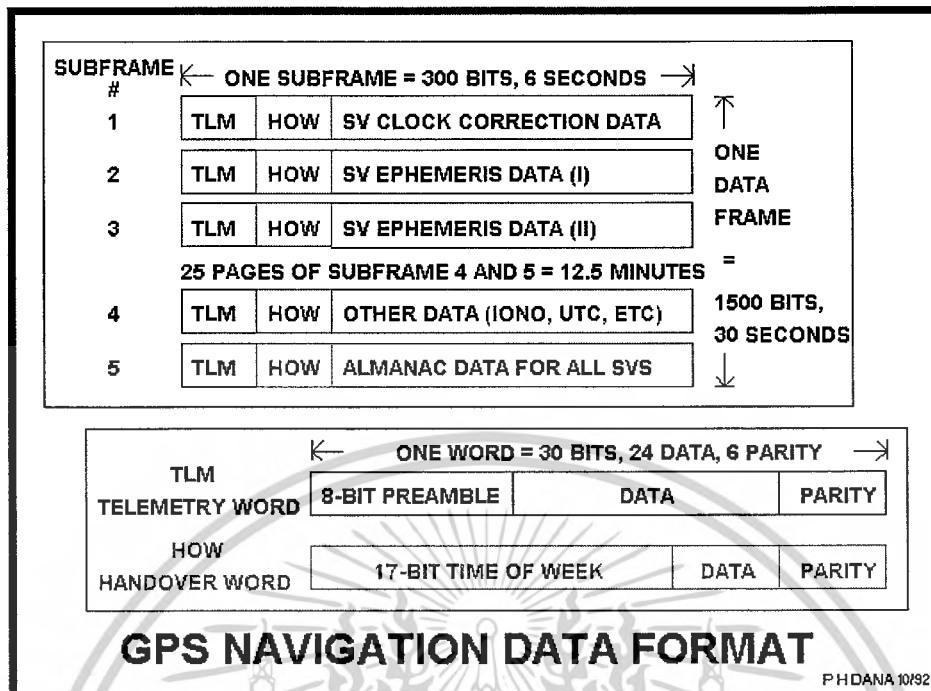 SUBFRAME # ONE SUBFRAME = 300 BITS, 6 SECONDS
1 TLM HOW SV CLOCK CORRECTION DATA
2 TLM HOW SV EPHEMERIS DATA (I)
3 TLM HOW SV EPHEMERIS DATA (II)
25 PAGES OF SUBFRAME 4 AND 5 = 12.5 MINUTES
4 TLM HOW OTHER DATA (IONO, UTC, ETC)
5 TLM HOW ALMANAC DATA FOR ALL SVS
ONE
DATA
FRAME
=
1500 BITS,
30 SECONDS
ONE WORD = 30 BITS, 24 DATA, 6 PARITY
TLM
TELEMETRY WORD 8-BIT PREAMBLE DATA PARITY
HOW
HANDOVER WORD 17-BIT TIME OF WEEK DATA PARITY
GPS NAVIGATION DATA FORMAT
P H DANA 10/92